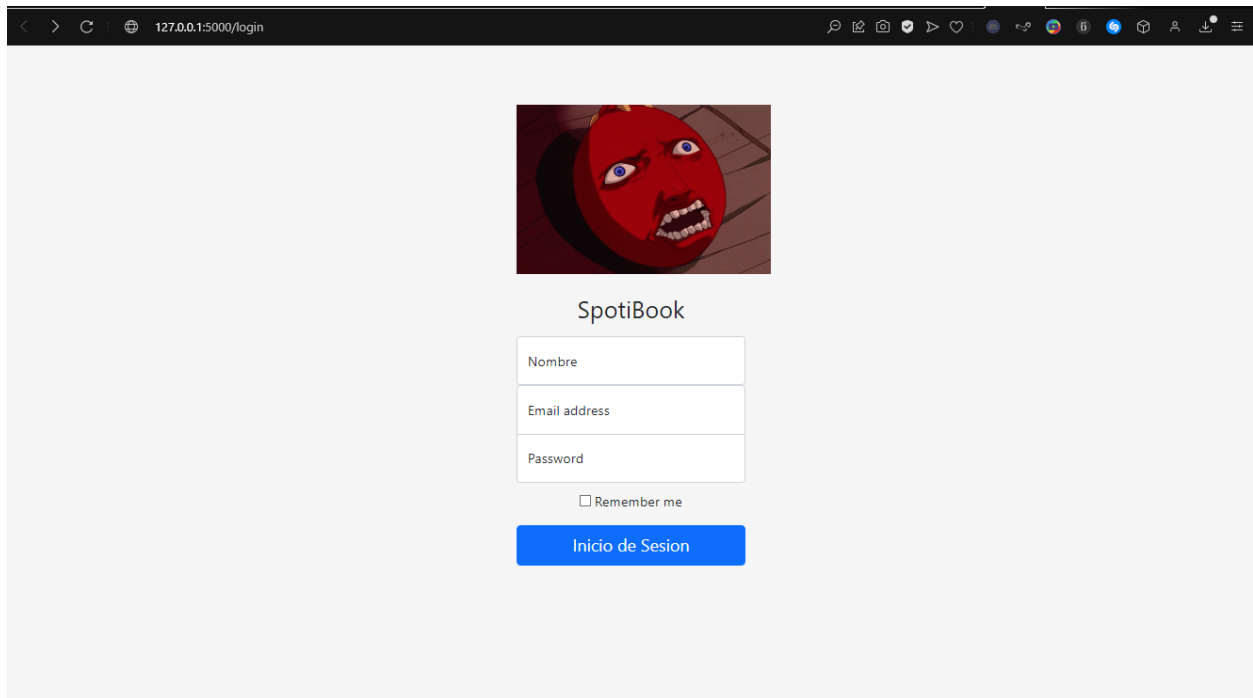 127.0.0.1:5000/login
SpotiBook
Nombre
Email address
Password
Remember me
Inicio de Sesion